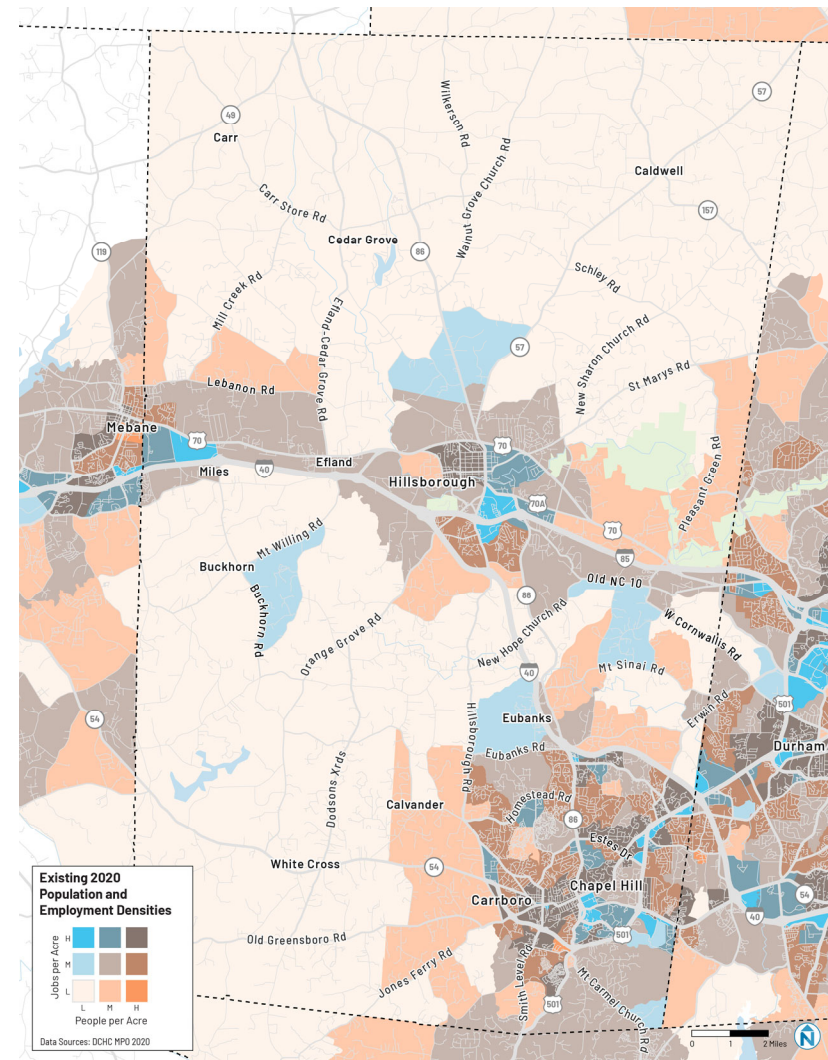 57
Wilkerson Rd
49
Carr
Walnut Grove Church Rd
Caldwell
Carr Store Rd
157
Cedar Grove
86
119
Schley Rd
Mill Creek Rd
Efland-Cedar Grove Rd
New Sharon Church Rd
57
St Marys Rd
Lebanon Rd
Mebane
70
70
Pleasant Green Rd
Miles
40
Efland
Hillsborough
70A
Mt Willing Rd
70
85
Buckhorn
Old NC 10
Buckhorn Rd
86
Orange Grove Rd
New Hope Church Rd
W Cornwallis Rd
40
Mt Sinai Rd
54
Hillsborough Rd
Eubanks
Erwin Rd
501
Eubanks Rd
Durham
Dodsons Xrds
Calvander
Homestead Rd
86
Estes Dr
White Cross
54
Chapel Hill
Carrboro
54
40
Old Greensboro Rd
501
Jones Ferry Rd
Smith Level Rd
Mt Carmel Church Rd
501
Existing 2020
Population and
Employment Densities
Jobs per Acre
H
M
L
L M H
People per Acre
Data Sources: DCHC MPO 2020
0 1 2 Miles
N